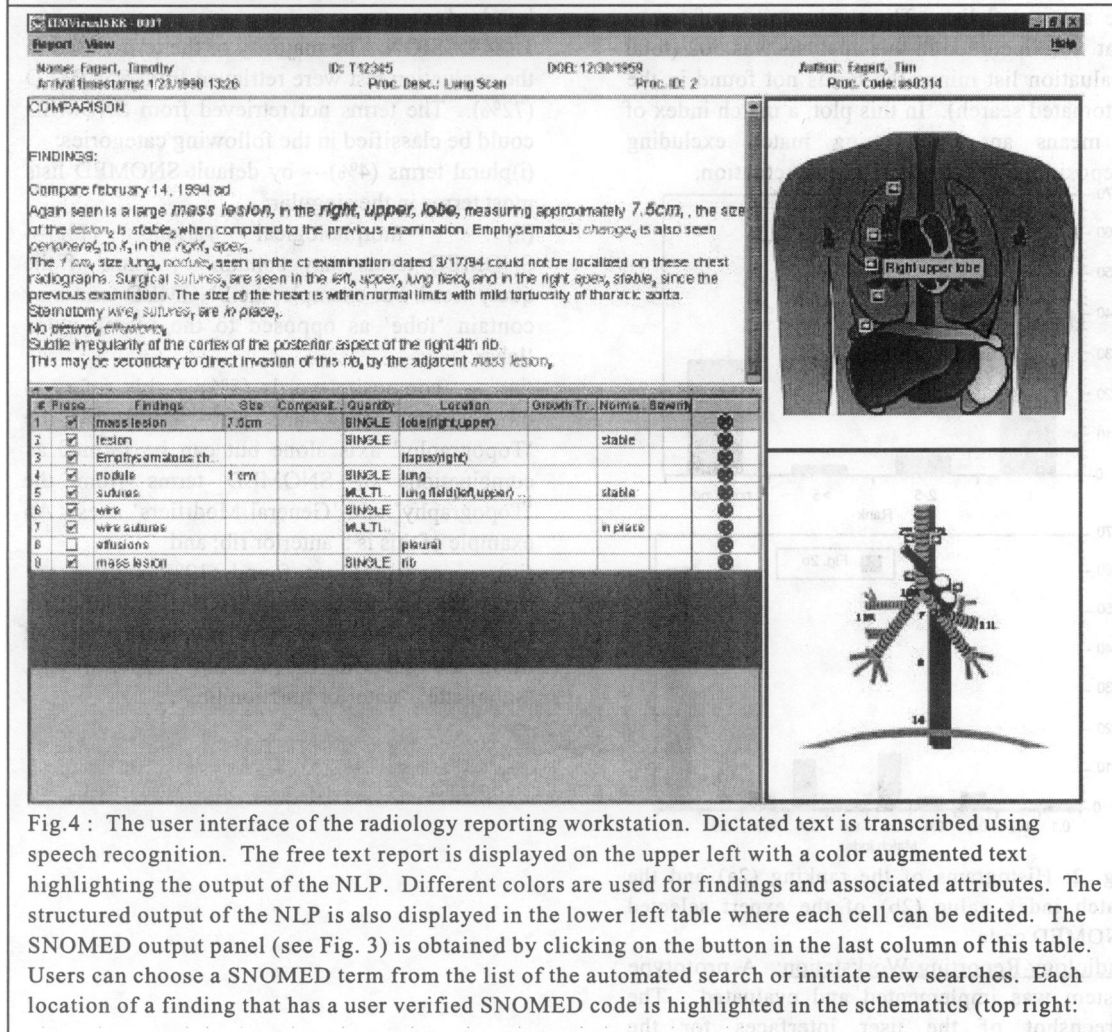 - 0007
Report View Help
Name: Fagert, Timothy ID: T12345 DOB: 12/30/1959 Author: Fagert, Tim
Arrival timestamp: 1/23/1998 13:26 Proc. Desc.: Lung Scan Proc. ID: 2 Proc. Code: es0314
COMPARISON
FINDINGS:
Compare february 14, 1994 ad
Again seen is a large mass lesion, in the right, upper, lobe, measuring approximately 7.5cm, , the size
of the lesion, is stable, when compared to the previous examination. Emphysematous change, is also seen
peripheral, to it, in the right, apex,
The 1 cm, size lung, nodule, seen on the ct examination dated 3/17/94 could not be localized on these chest
radiographs. Surgical sutures, are seen in the left, upper, lung field, and in the right apex, stable, since the
previous examination. The size of the heart is within normal limits with mild tortuosity of thoracic aorta.
Sternotomy wire, sutures, are in place,
No pleural, effusions,
Subtle irregularity of the cortex of the posterior aspect of the right 4th rib.
This may be secondary to direct invasion of this rib, by the adjacent mass lesion,
# Prese... Findings Size Composit... Quantity Location Growth Tr... Norma... Severity
1 mass lesion 7.5cm SINGLE lobe(right,upper)
2 lesion SINGLE stable
3 Emphysematous ch... apex(right)
4 nodule 1 cm SINGLE lung
5 sutures MULTI... lung field(left,upper) ... stable
6 wire SINGLE
7 wire sutures MULTI... in place
8 effusions pleural
9 mass lesion SINGLE rib
Right upper lobe
7
11L
8
14
Fig.4 : The user interface of the radiology reporting workstation. Dictated text is transcribed using
speech recognition. The free text report is displayed on the upper left with a color augmented text
highlighting the output of the NLP. Different colors are used for findings and associated attributes. The
structured output of the NLP is also displayed in the lower left table where each cell can be edited. The
SNOMED output panel (see Fig. 3) is obtained by clicking on the button in the last column of this table.
Users can choose a SNOMED term from the list of the automated search or initiate new searches. The
location of a finding that has a user verified SNOMED code is highlighted in the schematics (top right: